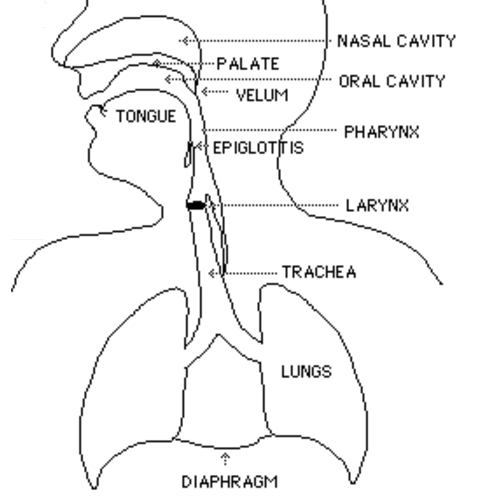 NASAL CAVITY
PALATE
ORAL CAVITY
VELUM
TONGUE
PHARYNX
EPIGLOTTIS
LARYNX
TRACHEA
LUNGS
DIAPHRAGM